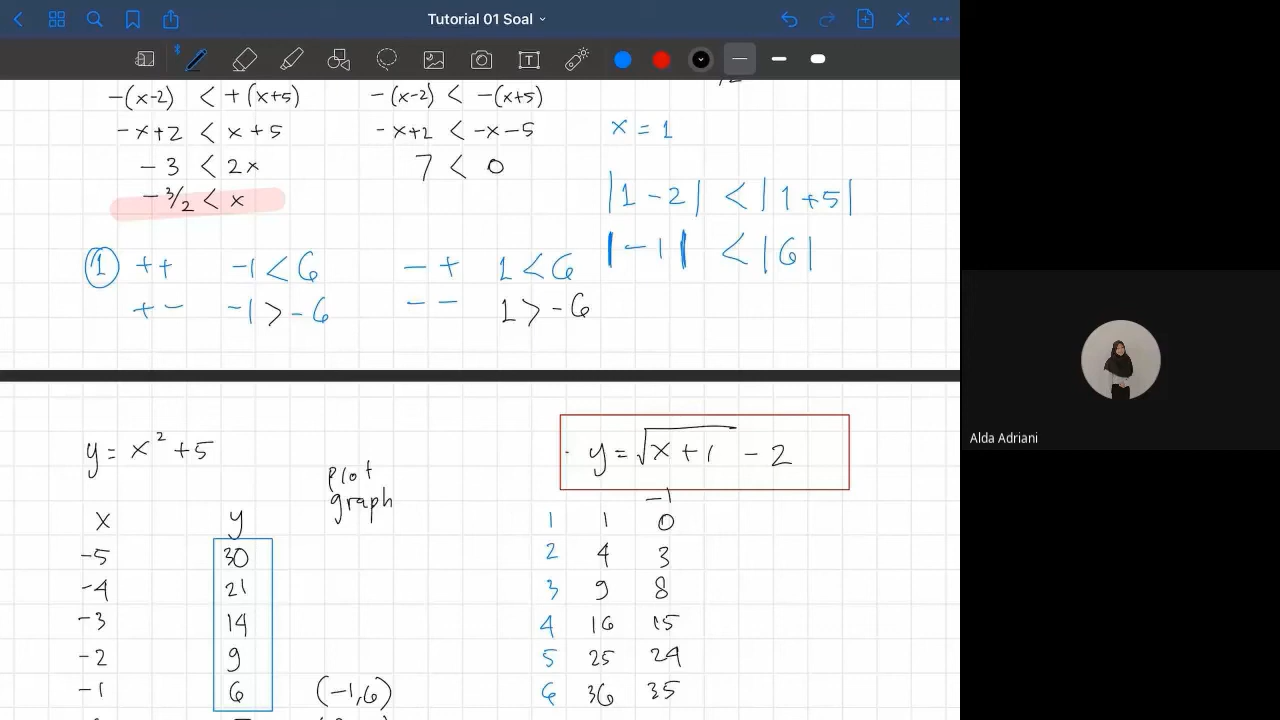 Tutorial 01 Soal
-(x-2) < +(x+5)
-x+2 < x+5
-3 < 2x
-3/2 < x
-(x-2) < -(x+5)
-x+2 < -x-5
7 < 0
x = 1
|1-2| < |1+5|
|-1| < |6|
① ++ -1 < 6 -+ 1 < 6
+- -1 > -6 -- 1 > -6
y = x² + 5
plot
graph
x y
-5 30
-4 21
-3 14
-2 9
-1 6 (-1,6)
y = √(x+1) - 2
-1
1 1 0
2 4 3
3 9 8
4 16 15
5 25 24
6 36 35
Alda Adriani